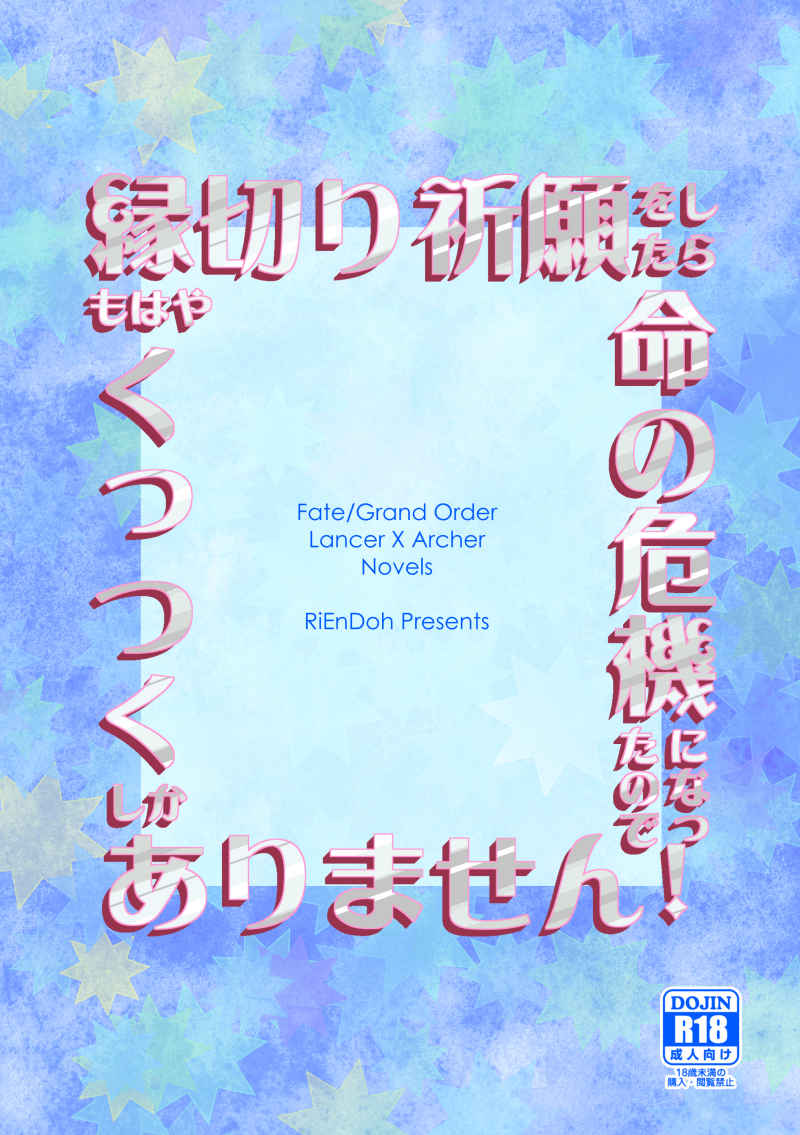 縁切り祈願をしたら
命の危機になったので
もはや
くっつくしか
ありません!
Fate/Grand Order
Lancer X Archer
Novels
RiEnDoh Presents
DOJIN
R18
成人向け
18歳未満の
購入・閲覧禁止